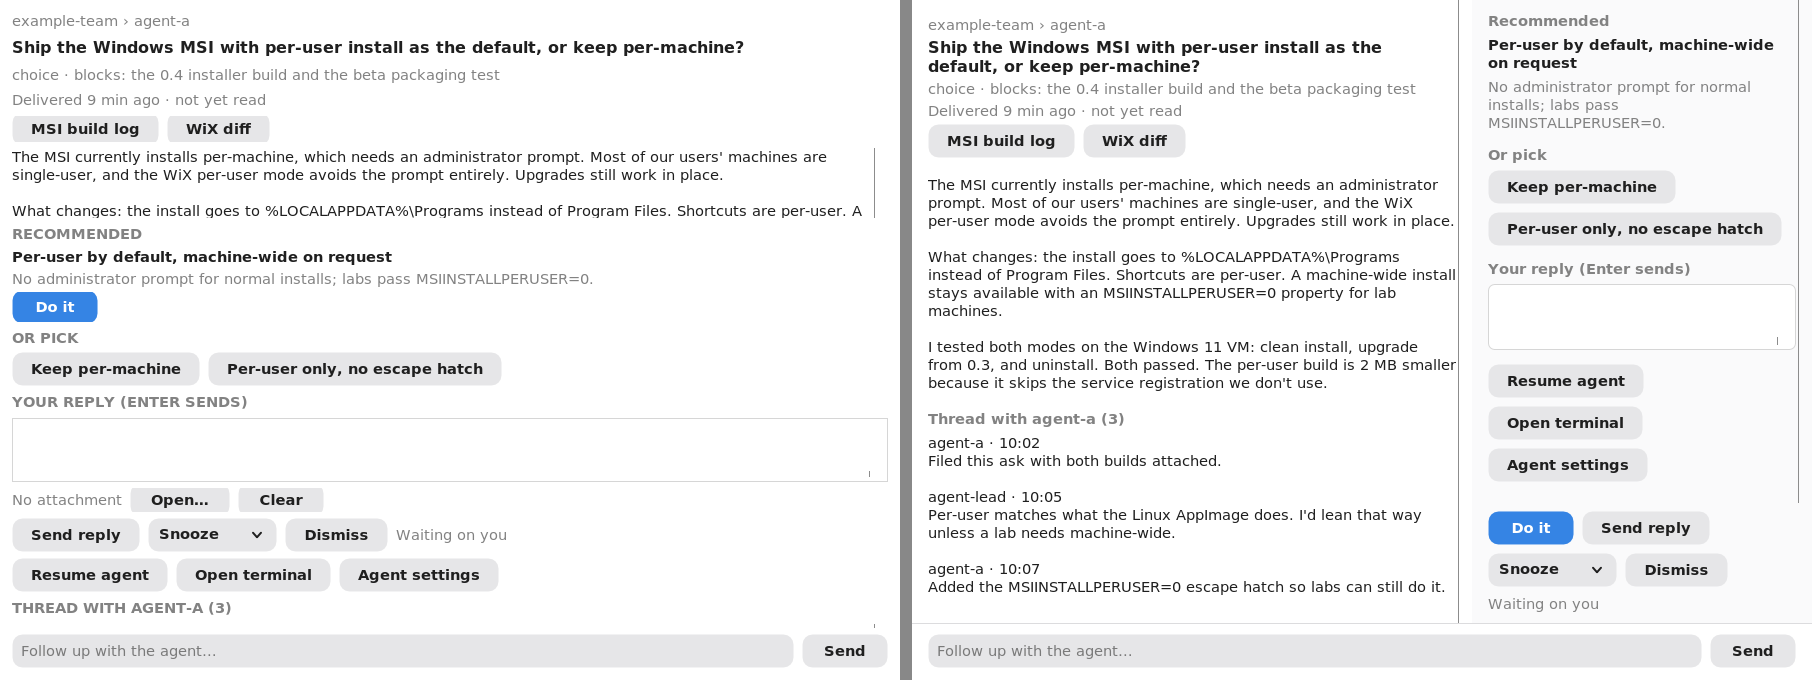 example-team › agent-a
Ship the Windows MSI with per-user install as the default, or keep per-machine?
choice · blocks: the 0.4 installer build and the beta packaging test
Delivered 9 min ago · not yet read
MSI build log
WiX diff
The MSI currently installs per-machine, which needs an administrator prompt. Most of our users' machines are
single-user, and the WiX per-user mode avoids the prompt entirely. Upgrades still work in place.
What changes: the install goes to %LOCALAPPDATA%\Programs instead of Program Files. Shortcuts are per-user. A
RECOMMENDED
Per-user by default, machine-wide on request
No administrator prompt for normal installs; labs pass MSIINSTALLPERUSER=0.
Do it
OR PICK
Keep per-machine
Per-user only, no escape hatch
YOUR REPLY (ENTER SENDS)
No attachment
Open...
Clear
Send reply
Snooze
Dismiss
Waiting on you
Resume agent
Open terminal
Agent settings
THREAD WITH AGENT-A (3)
Follow up with the agent...
Send
example-team › agent-a
Ship the Windows MSI with per-user install as the
default, or keep per-machine?
choice · blocks: the 0.4 installer build and the beta packaging test
Delivered 9 min ago · not yet read
MSI build log
WiX diff
The MSI currently installs per-machine, which needs an administrator
prompt. Most of our users' machines are single-user, and the WiX
per-user mode avoids the prompt entirely. Upgrades still work in place.
What changes: the install goes to %LOCALAPPDATA%\Programs
instead of Program Files. Shortcuts are per-user. A machine-wide install
stays available with an MSIINSTALLPERUSER=0 property for lab
machines.
I tested both modes on the Windows 11 VM: clean install, upgrade
from 0.3, and uninstall. Both passed. The per-user build is 2 MB smaller
because it skips the service registration we don't use.
Thread with agent-a (3)
agent-a · 10:02
Filed this ask with both builds attached.
agent-lead · 10:05
Per-user matches what the Linux AppImage does. I'd lean that way
unless a lab needs machine-wide.
agent-a · 10:07
Added the MSIINSTALLPERUSER=0 escape hatch so labs can still do it.
Recommended
Per-user by default, machine-wide
on request
No administrator prompt for normal
installs; labs pass
MSIINSTALLPERUSER=0.
Or pick
Keep per-machine
Per-user only, no escape hatch
Your reply (Enter sends)
Resume agent
Open terminal
Agent settings
Do it
Send reply
Snooze
Dismiss
Waiting on you
Follow up with the agent...
Send